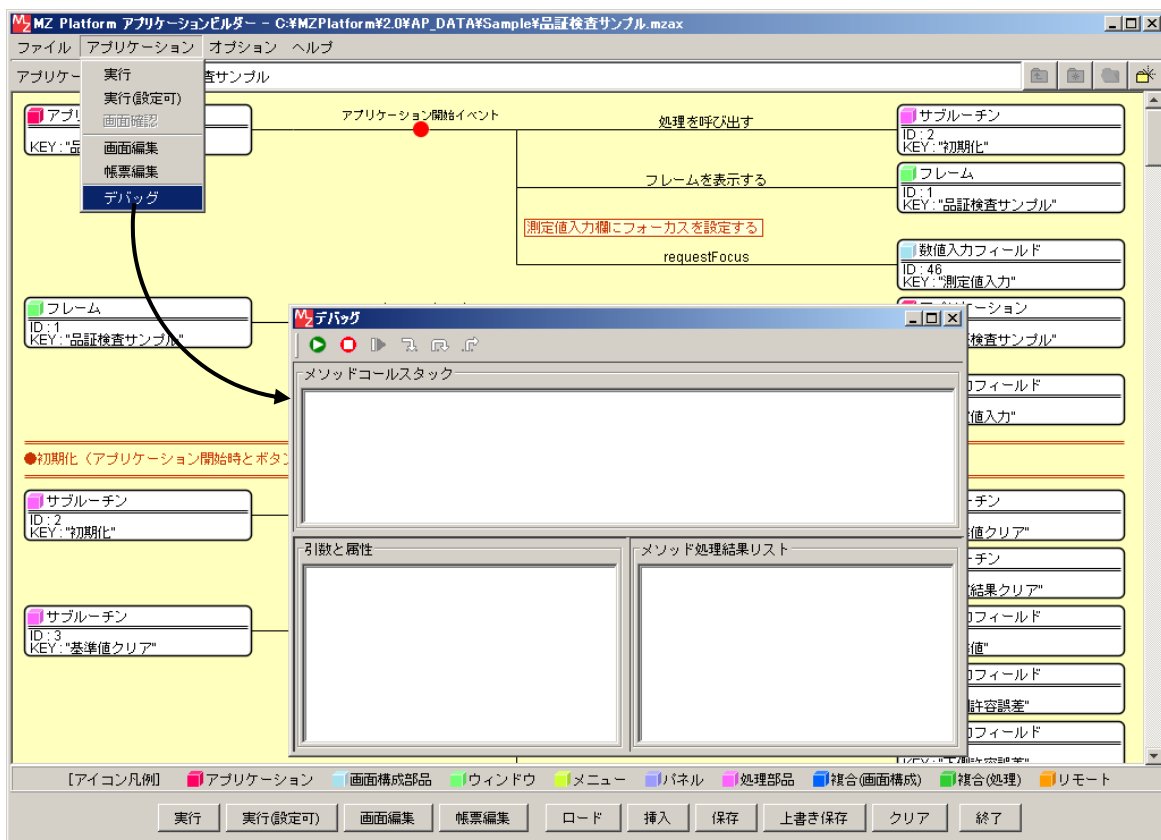 MZ Platform アプリケーションビルダー - C:¥MZPlatform¥2.0¥AP_DATA¥Sample¥品証検査サンプル.mzax
ファイル アプリケーション オプション ヘルプ
アプリケー
査サンプル
実行
実行(設定可)
画面確認
画面編集
帳票編集
デバッグ
アプリ
KEY:"品
アプリケーション開始イベント
処理を呼び出す
サブルーチン
ID:2
KEY:"初期化"
フレームを表示する
フレーム
ID:1
KEY:"品証検査サンプル"
測定値入力欄にフォーカスを設定する
requestFocus
数値入力フィールド
ID:46
KEY:"測定値入力"
フレーム
ID:1
KEY:"品証検査サンプル"
ーション
検査サンプル"
フィールド
値入力"
●初期化（アプリケーション開始時とボタン
サブルーチン
ID:2
KEY:"初期化"
ーチン
値クリア"
ーチン
結果クリア"
サブルーチン
ID:3
KEY:"基準値クリア"
フィールド
値"
フィールド
許容誤差"
フィールド
MZ デバッグ
メソッドコールスタック
引数と属性
メソッド処理結果リスト
[アイコン凡例] アプリケーション 画面構成部品 ウィンドウ メニュー パネル 処理部品 複合(画面構成) 複合(処理) リモート
実行 実行(設定可) 画面編集 帳票編集 ロード 挿入 保存 上書き保存 クリア 終了